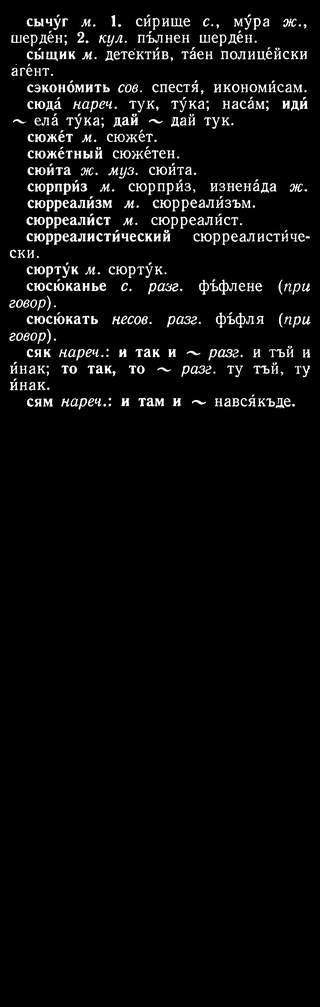 сычу́г м. 1. си́рище с., му́ра ж.,
шерде́н; 2. кул. пъ́лнен шерде́н.
сы́щик м. детекти́в, та́ен полице́йски
аге́нт.
сэконо́мить сов. спестя́, икономи́сам.
сюда́ нареч. тук, ту́ка; наса́м; иди́
~ ела́ ту́ка; дай ~ дай тук.
сюже́т м. сюже́т.
сюже́тный сюже́тен.
сюи́та ж. муз. сюи́та.
сюрпри́з м. сюрпри́з, изнена́да ж.
сюрреали́зм м. сюрреали́зъм.
сюрреали́ст м. сюрреали́ст.
сюрреалисти́ческий сюрреалисти́че-
ски.
сюрту́к м. сюрту́к.
сюсю́канье с. разг. фъ́флене (при
говор).
сюсю́кать несов. разг. фъ́фля (при
говор).
сяк нареч.: и так и ~ разг. и тъй и
и́нак; то так, то ~ разг. ту тъй, ту
и́нак.
сям нареч.: и там и ~ нався́къде.